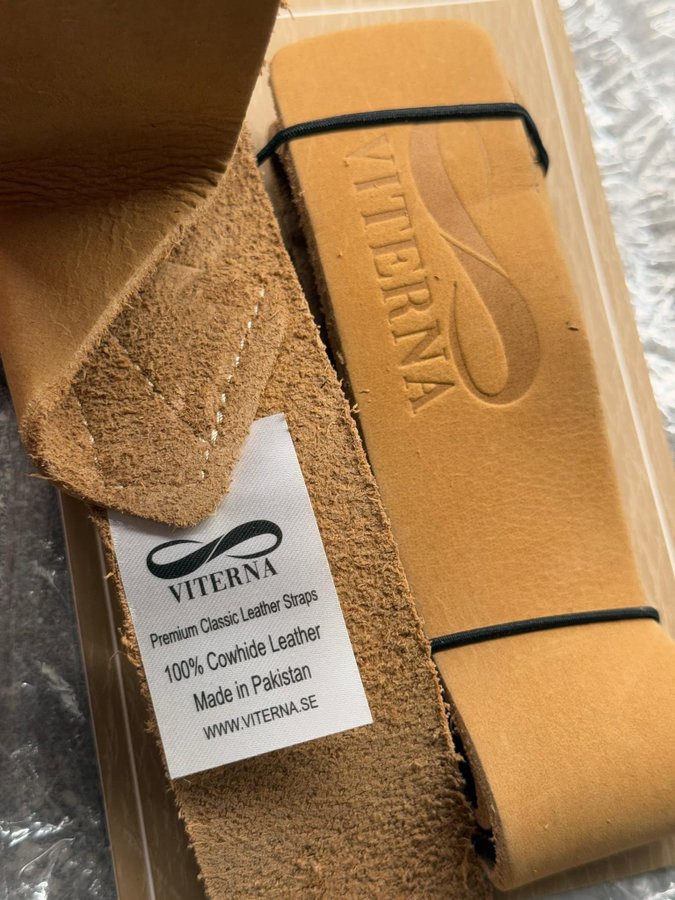 VITERNA
VITERNA
Premium Classic Leather Straps
100% Cowhide Leather
Made in Pakistan
WWW.VITERNA.SE